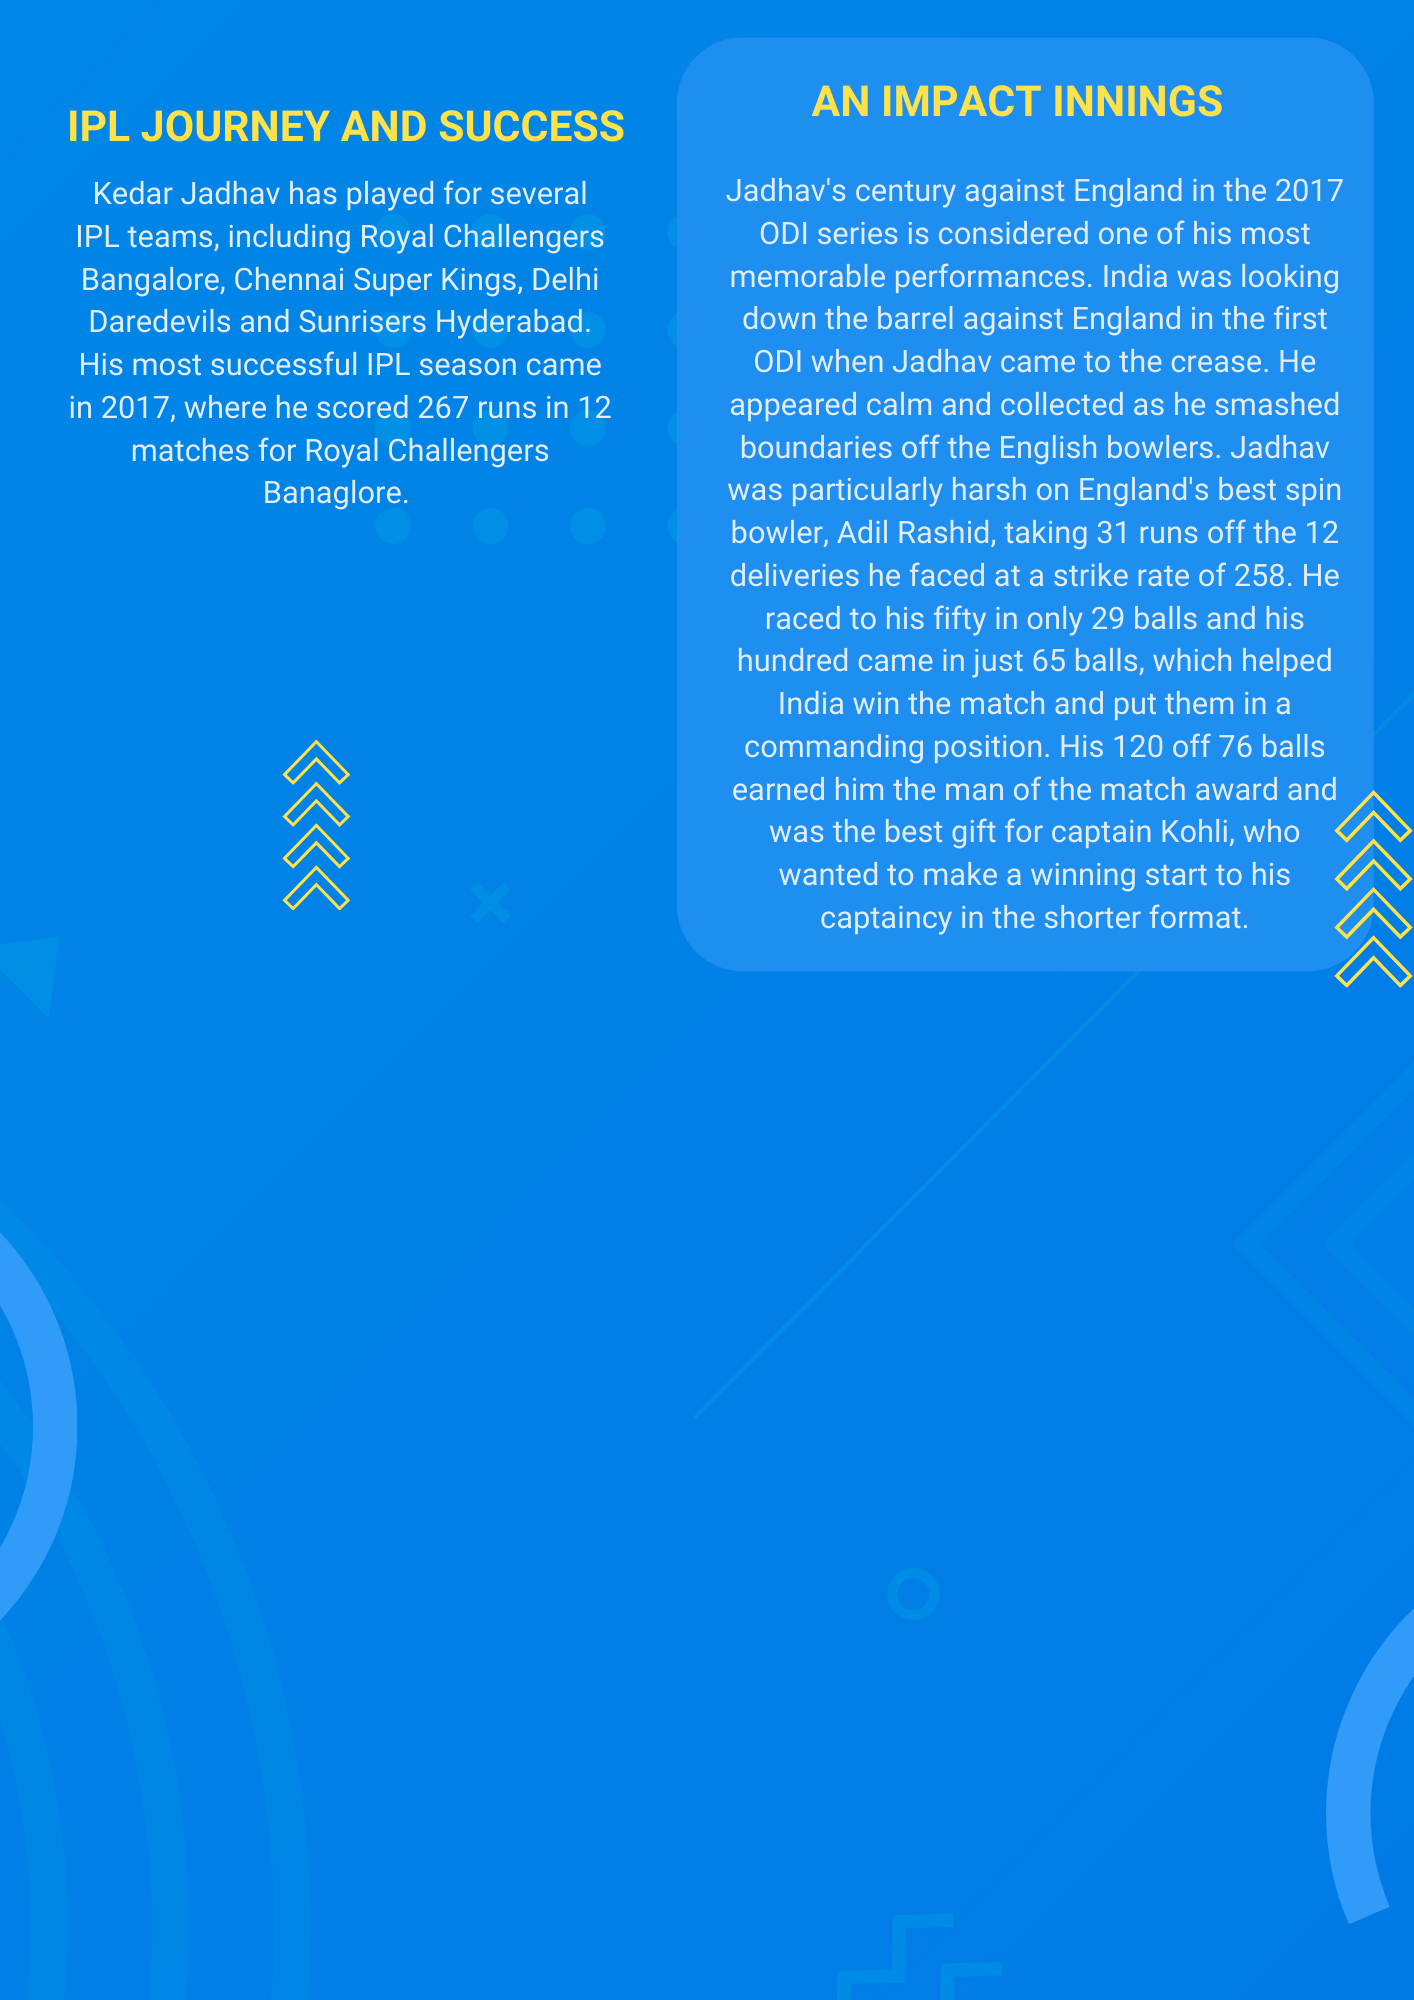 IPL JOURNEY AND SUCCESS
Kedar Jadhav has played for several
IPL teams, including Royal Challengers
Bangalore, Chennai Super Kings, Delhi
Daredevils and Sunrisers Hyderabad.
His most successful IPL season came
in 2017, where he scored 267 runs in 12
matches for Royal Challengers
Banaglore.
AN IMPACT INNINGS
Jadhav's century against England in the 2017
ODI series is considered one of his most
memorable performances. India was looking
down the barrel against England in the first
ODI when Jadhav came to the crease. He
appeared calm and collected as he smashed
boundaries off the English bowlers. Jadhav
was particularly harsh on England's best spin
bowler, Adil Rashid, taking 31 runs off the 12
deliveries he faced at a strike rate of 258. He
raced to his fifty in only 29 balls and his
hundred came in just 65 balls, which helped
India win the match and put them in a
commanding position. His 120 off 76 balls
earned him the man of the match award and
was the best gift for captain Kohli, who
wanted to make a winning start to his
captaincy in the shorter format.